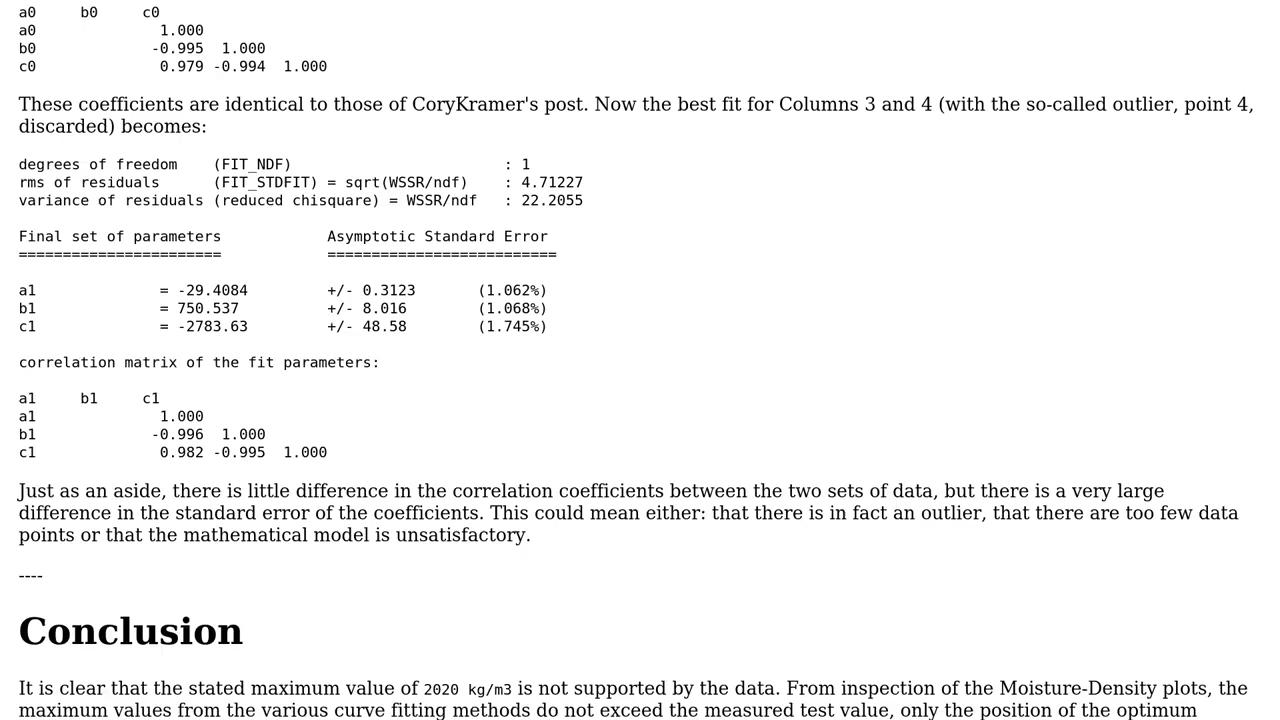 a0     b0     c0
a0              1.000
b0             -0.995  1.000
c0              0.979 -0.994  1.000
These coefficients are identical to those of CoryKramer's post. Now the best fit for Columns 3 and 4 (with the so-called outlier, point 4,
discarded) becomes:
degrees of freedom    (FIT_NDF)                        : 1
rms of residuals      (FIT_STDFIT) = sqrt(WSSR/ndf)    : 4.71227
variance of residuals (reduced chisquare) = WSSR/ndf   : 22.2055
Final set of parameters            Asymptotic Standard Error
=======================            ==========================
a1              = -29.4084         +/- 0.3123       (1.062%)
b1              = 750.537          +/- 8.016        (1.068%)
c1              = -2783.63         +/- 48.58        (1.745%)
correlation matrix of the fit parameters:
a1     b1     c1
a1              1.000
b1             -0.996  1.000
c1              0.982 -0.995  1.000
Just as an aside, there is little difference in the correlation coefficients between the two sets of data, but there is a very large
difference in the standard error of the coefficients. This could mean either: that there is in fact an outlier, that there are too few data
points or that the mathematical model is unsatisfactory.
----
Conclusion
It is clear that the stated maximum value of 2020 kg/m3 is not supported by the data. From inspection of the Moisture-Density plots, the
maximum values from the various curve fitting methods do not exceed the measured test value, only the position of the optimum